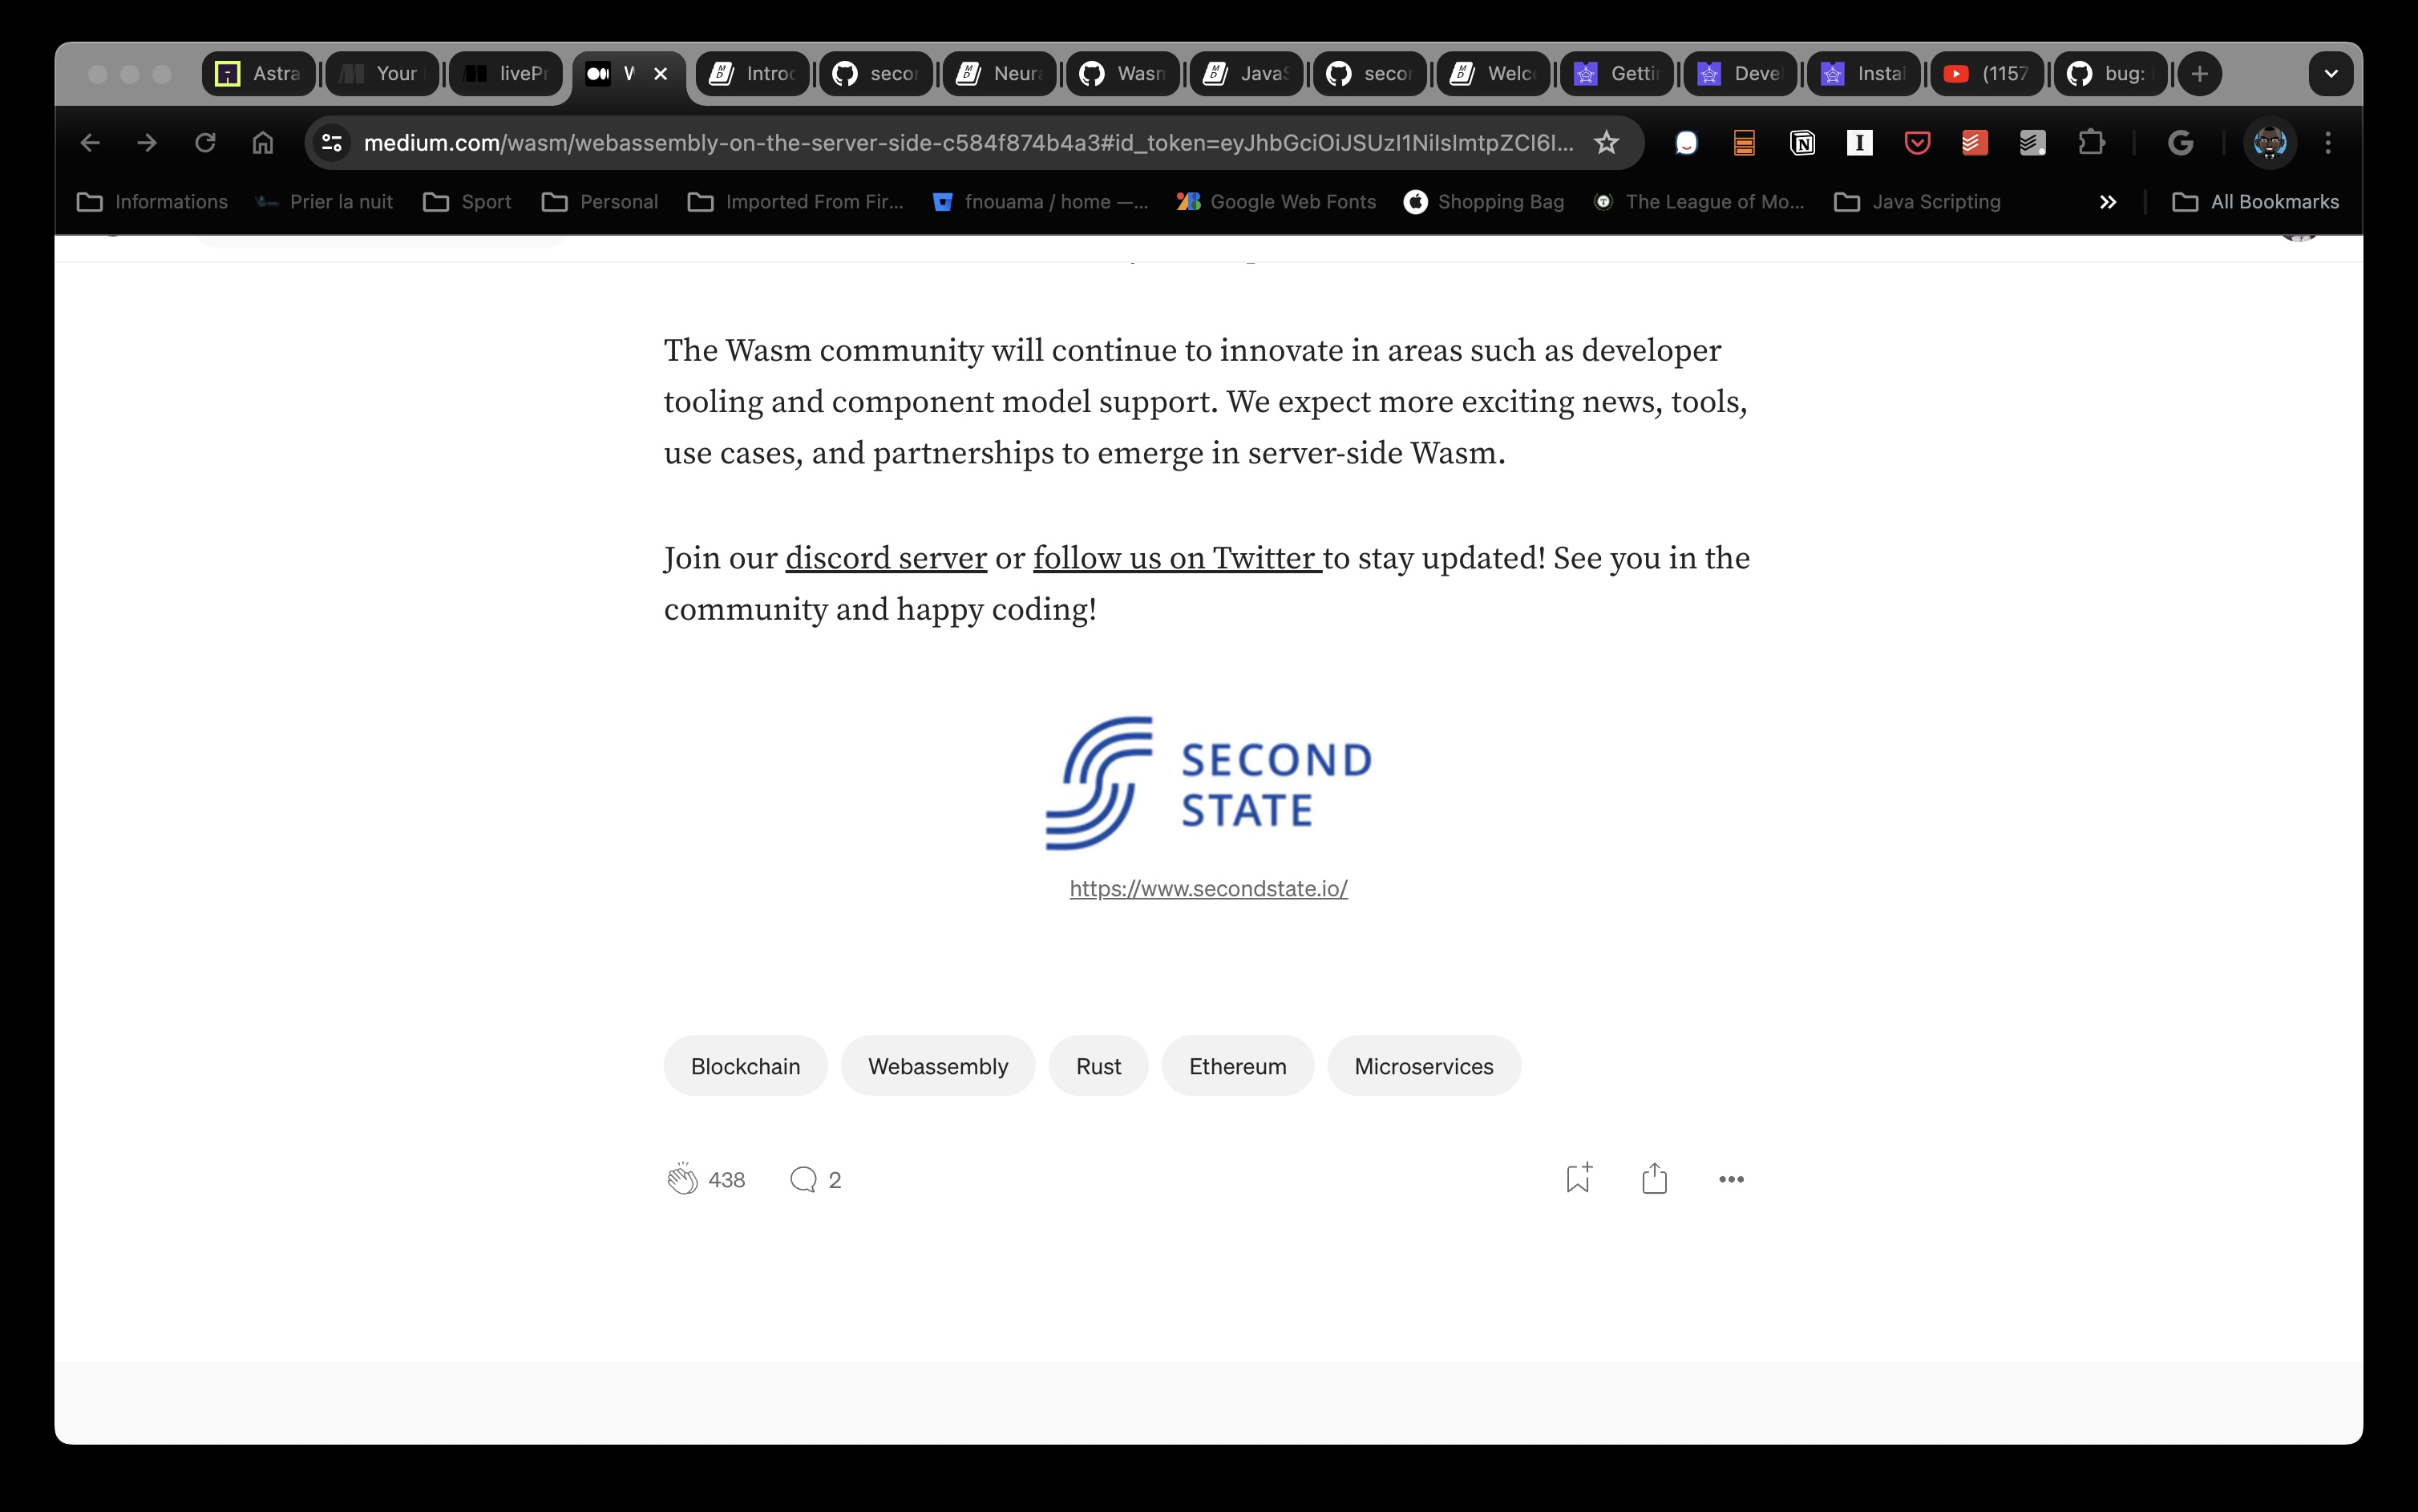 Astra
Your
livePr
W
Introd
secor
Neura
Wasm
JavaS
secor
Welco
Gettin
Devel
Instal
(1157
bug:
medium.com/wasm/webassembly-on-the-server-side-c584f874b4a3#id_token=eyJhbGciOiJSUzI1NiIsImtpZCI6I...
Informations
Prier la nuit
Sport
Personal
Imported From Fir...
fnouama / home —...
Google Web Fonts
Shopping Bag
The League of Mo...
Java Scripting
All Bookmarks
The Wasm community will continue to innovate in areas such as developer
tooling and component model support. We expect more exciting news, tools,
use cases, and partnerships to emerge in server-side Wasm.
Join our discord server or follow us on Twitter to stay updated! See you in the
community and happy coding!
SECOND
STATE
https://www.secondstate.io/
Blockchain
Webassembly
Rust
Ethereum
Microservices
438
2